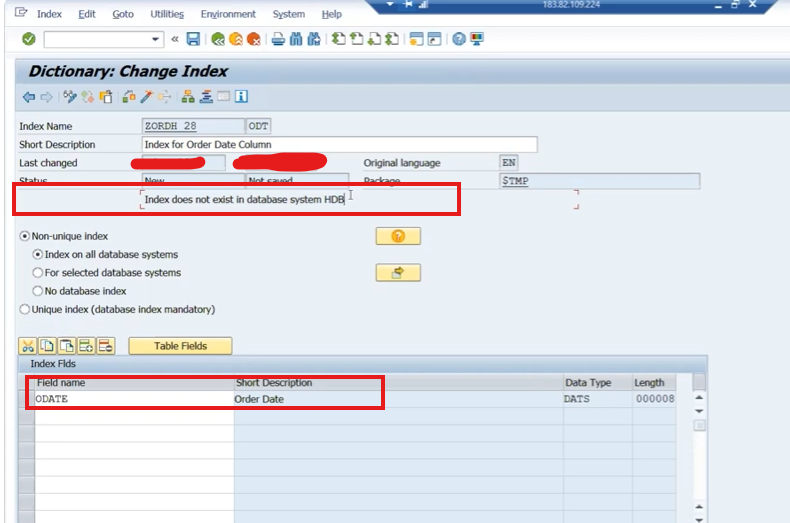 183.82.109.224
Index Edit Goto Utilities Environment System Help
Dictionary: Change Index
Index Name ZORDH_28 ODT
Short Description Index for Order Date Column
Last changed Original language EN
Status New Not saved Package $TMP
Index does not exist in database system HDB
Non-unique index
Index on all database systems
For selected database systems
No database index
Unique index (database index mandatory)
Table Fields
Index Flds
Field name Short Description Data Type Length
ODATE Order Date DATS 000008